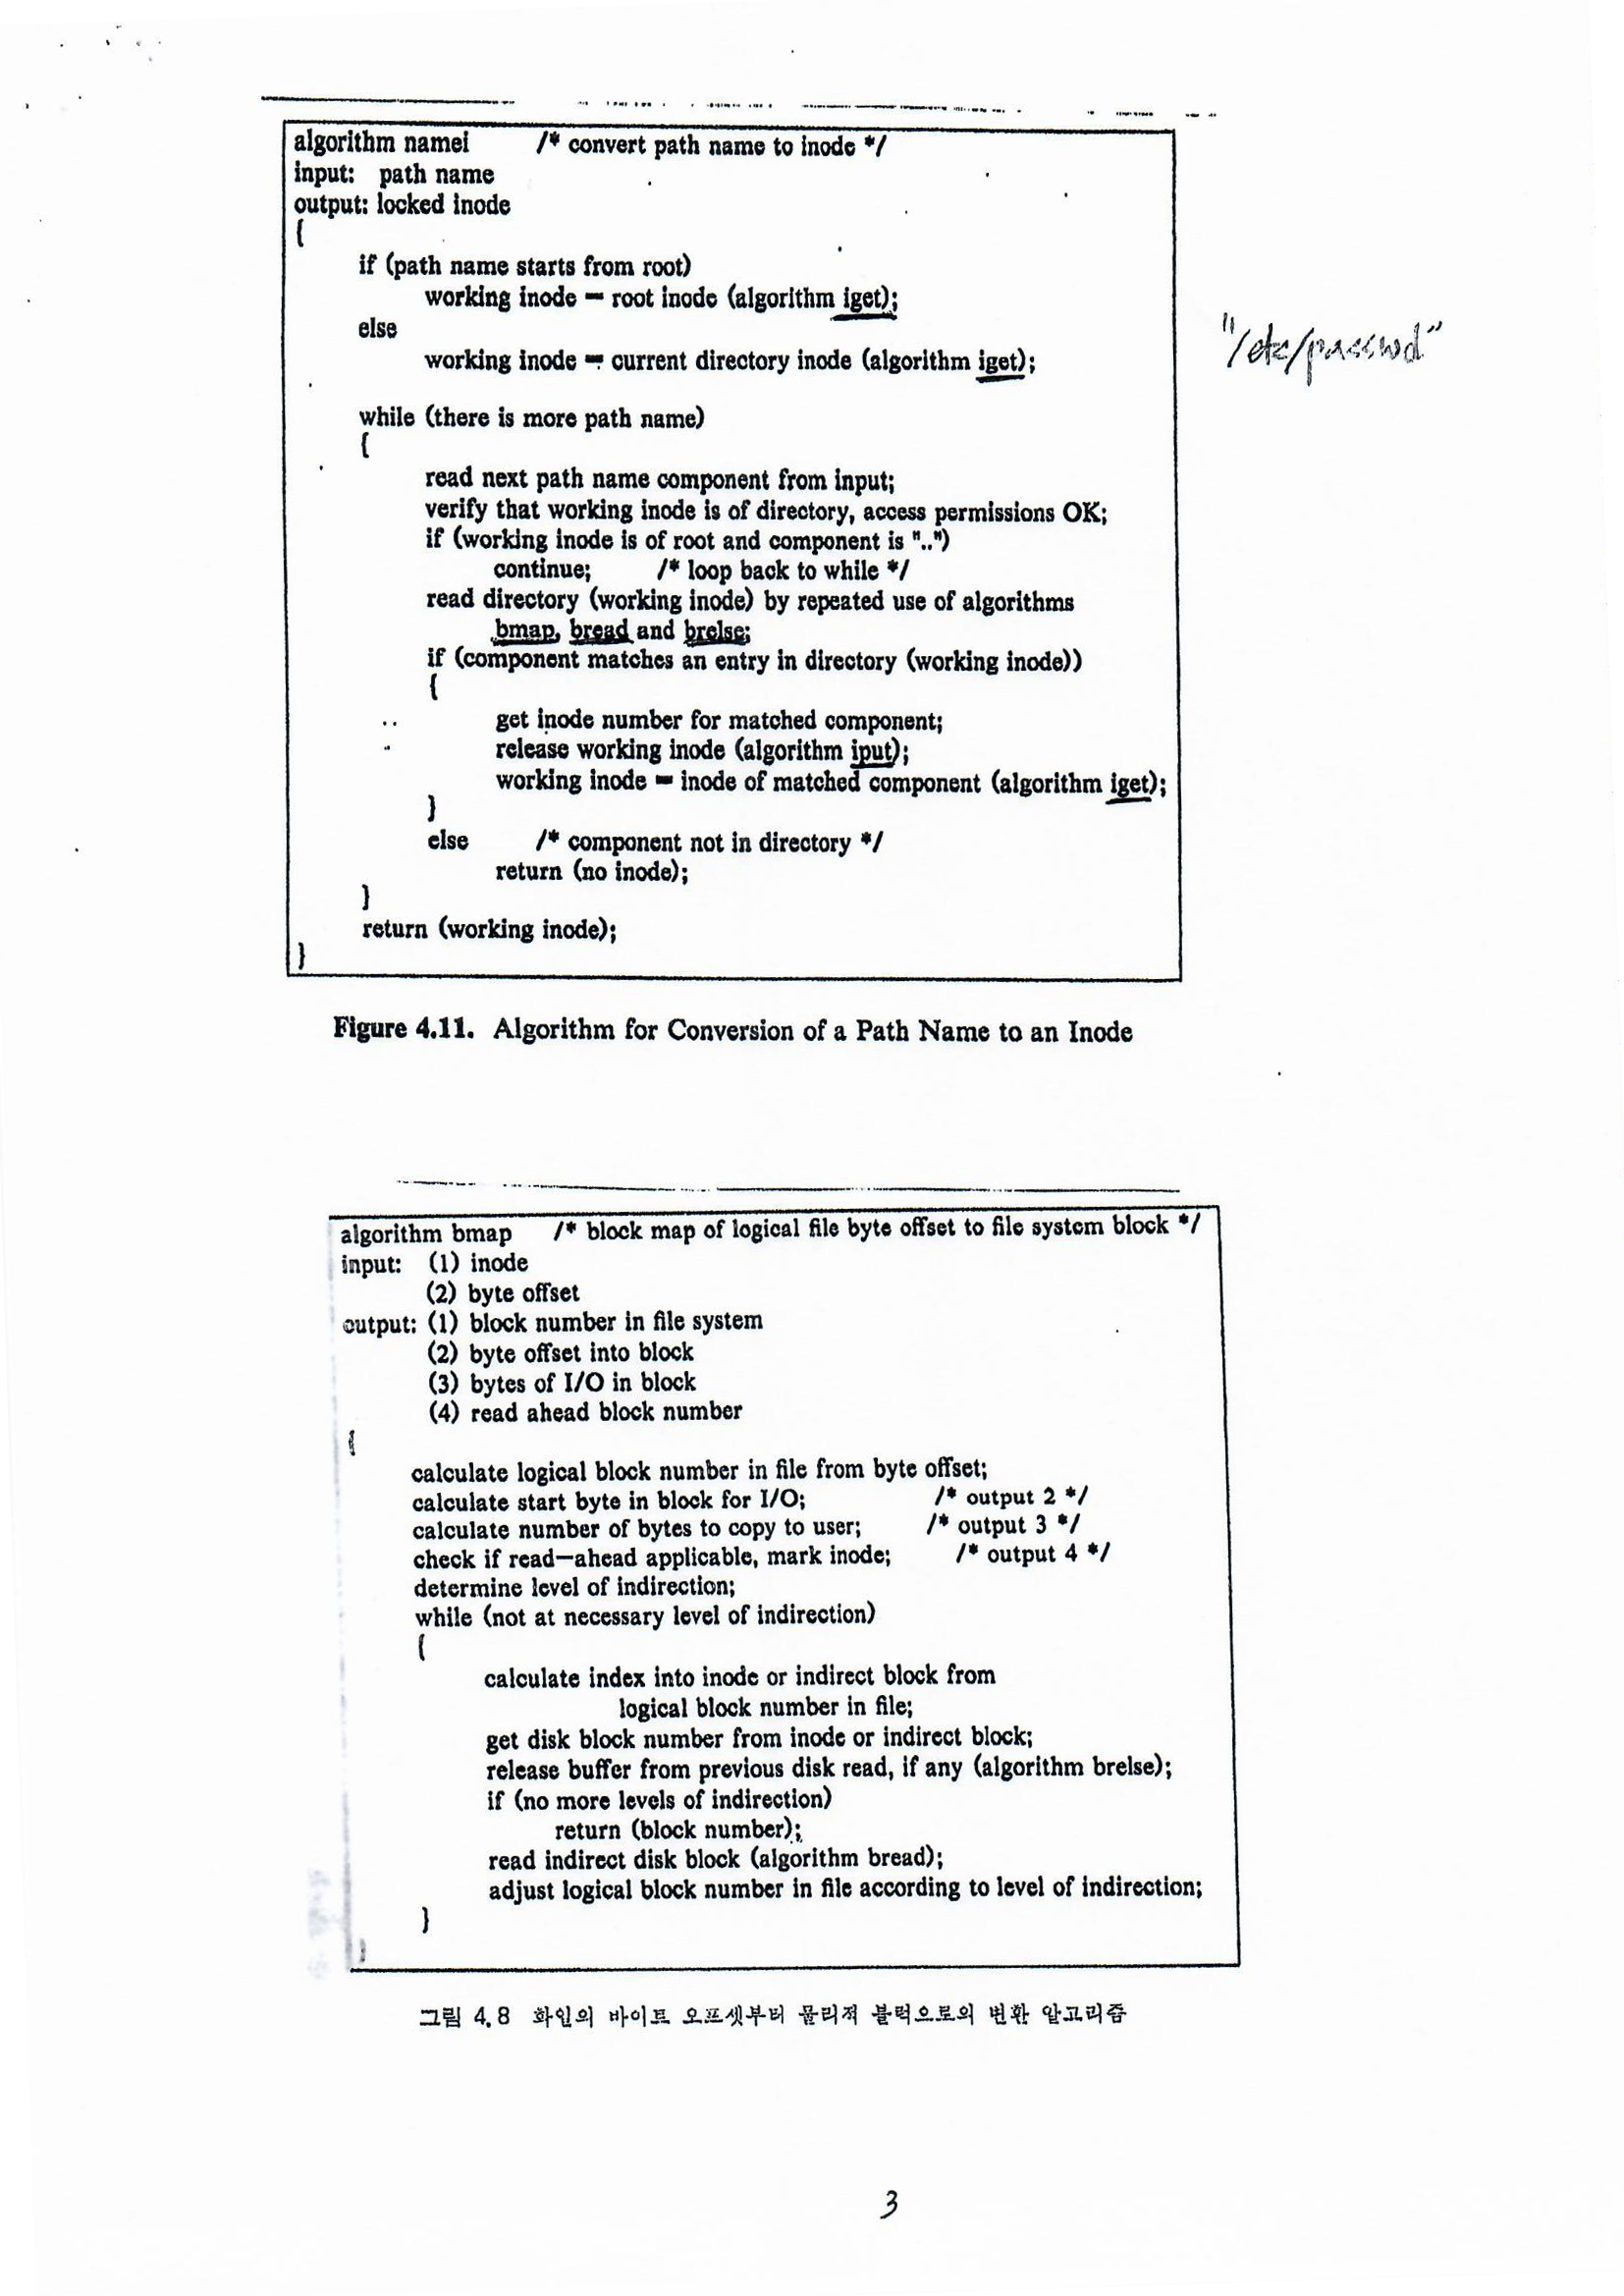 algorithm namei /* convert path name to inode */
input: path name
output: locked inode
{
if (path name starts from root)
working inode = root inode (algorithm iget);
else
working inode = current directory inode (algorithm iget);
while (there is more path name)
{
read next path name component from input;
verify that working inode is of directory, access permissions OK;
if (working inode is of root and component is "..")
continue; /* loop back to while */
read directory (working inode) by repeated use of algorithms
bmap, bread and brelse;
if (component matches an entry in directory (working inode))
{
get inode number for matched component;
release working inode (algorithm iput);
working inode = inode of matched component (algorithm iget);
}
else /* component not in directory */
return (no inode);
}
return (working inode);
}
"/etc/passwd"
Figure 4.11. Algorithm for Conversion of a Path Name to an Inode
algorithm bmap /* block map of logical file byte offset to file system block */
input: (1) inode
(2) byte offset
output: (1) block number in file system
(2) byte offset into block
(3) bytes of I/O in block
(4) read ahead block number
{
calculate logical block number in file from byte offset;
calculate start byte in block for I/O; /* output 2 */
calculate number of bytes to copy to user; /* output 3 */
check if read-ahead applicable, mark inode; /* output 4 */
determine level of indirection;
while (not at necessary level of indirection)
{
calculate index into inode or indirect block from
logical block number in file;
get disk block number from inode or indirect block;
release buffer from previous disk read, if any (algorithm brelse);
if (no more levels of indirection)
return (block number);
read indirect disk block (algorithm bread);
adjust logical block number in file according to level of indirection;
}
}
그림 4.8 화일의 바이트 오프셋부터 물리적 블럭으로의 변환 알고리즘
3